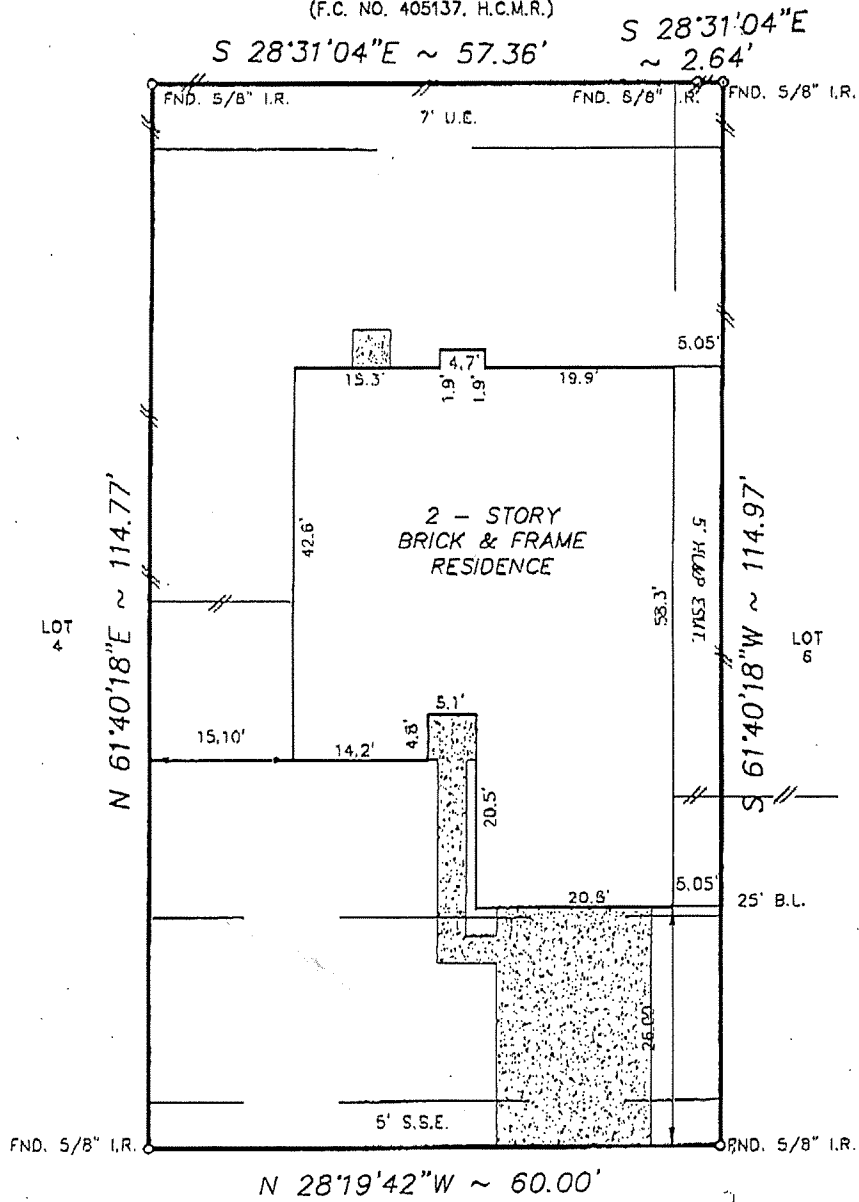 (F.C. NO. 405137, H.C.M.R.)
S 28°31'04"E ~ 57.36'
S 28°31'04"E
~ 2.64'
FND. 5/8" I.R.
FND. 5/8" I.R.
FND. 5/8" I.R.
7' U.E.
5.05'
15.3'
1.9'
4.7'
1.9'
19.9'
N 61°40'18"E ~ 114.77'
42.6'
2 - STORY
BRICK & FRAME
RESIDENCE
58.3'
5' ESMT.
S 61°40'18"W ~ 114.97'
LOT
4
LOT
6
15.10'
14.2'
4.8'
5.1'
20.5'
20.6'
5.05'
25' B.L.
26.00
5' S.S.E.
FND. 5/8" I.R.
FND. 5/8" I.R.
N 28°19'42"W ~ 60.00'